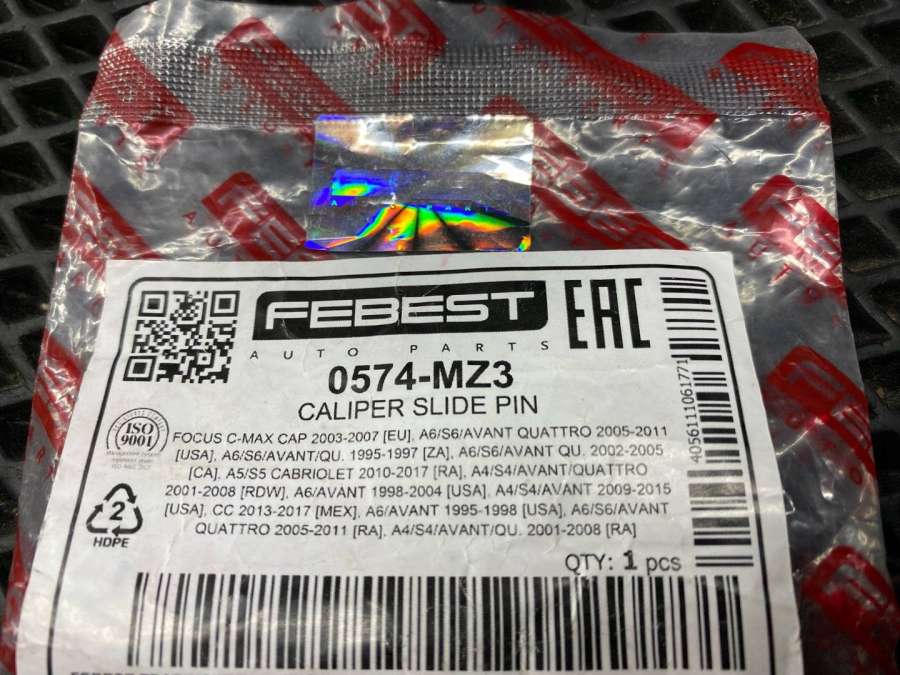 FEBEST
EAC
AUTO PARTS
0574-MZ3
CALIPER SLIDE PIN
ISO
9001
FOCUS C-MAX CAP 2003-2007 [EU], A6/S6/AVANT QUATTRO 2005-2011
[USA], A6/S6/AVANT/QU. 1995-1997 [ZA], A6/S6/AVANT QU. 2002-2005
[CA], A5/S5 CABRIOLET 2010-2017 [RA], A4/S4/AVANT/QUATTRO
2001-2008 [RDW], A6/AVANT 1998-2004 [USA], A4/S4/AVANT 2009-2015
[USA], CC 2013-2017 [MEX], A6/AVANT 1995-1998 [USA], A6/S6/AVANT
QUATTRO 2005-2011 [RA], A4/S4/AVANT/QU. 2001-2008 [RA]
2
HDPE
QTY: 1 pcs
4056111061771